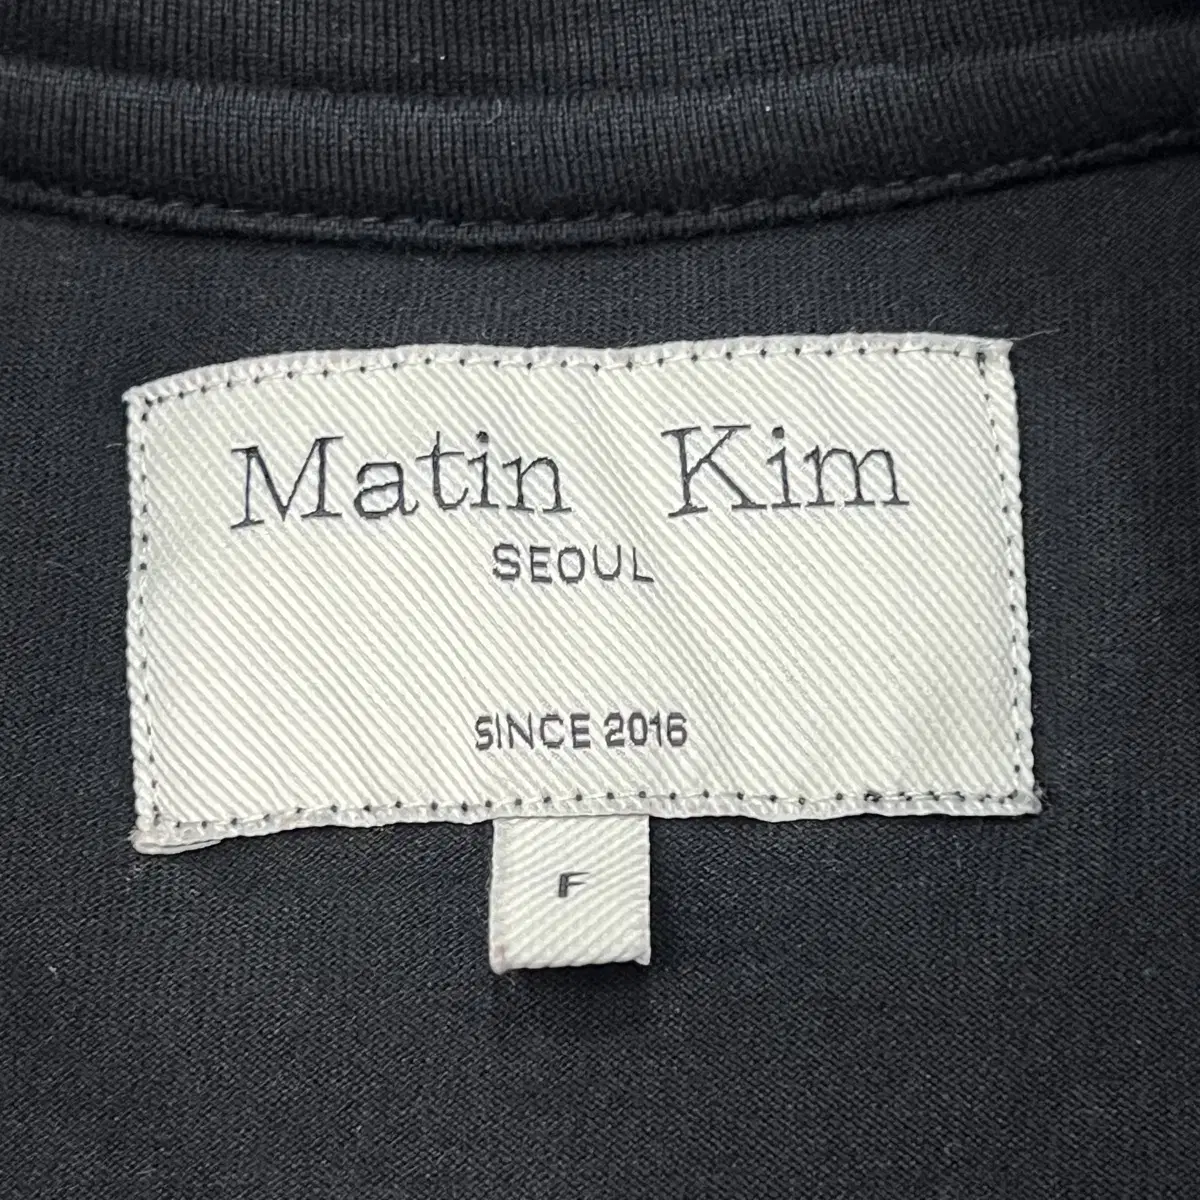 Matin Kim
SEOUL
SINCE 2016
F